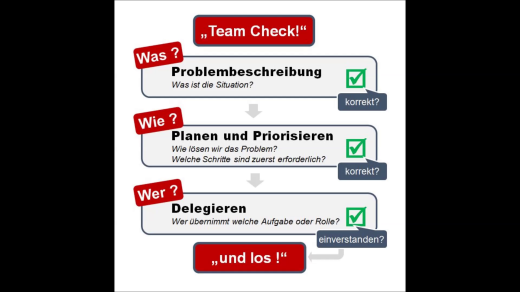 „Team Check!“
Was ?
Problembeschreibung
Was ist die Situation?
korrekt?
Wie ?
Planen und Priorisieren
Wie lösen wir das Problem?
Welche Schritte sind zuerst erforderlich?
korrekt?
Wer ?
Delegieren
Wer übernimmt welche Aufgabe oder Rolle?
einverstanden?
„und los !“